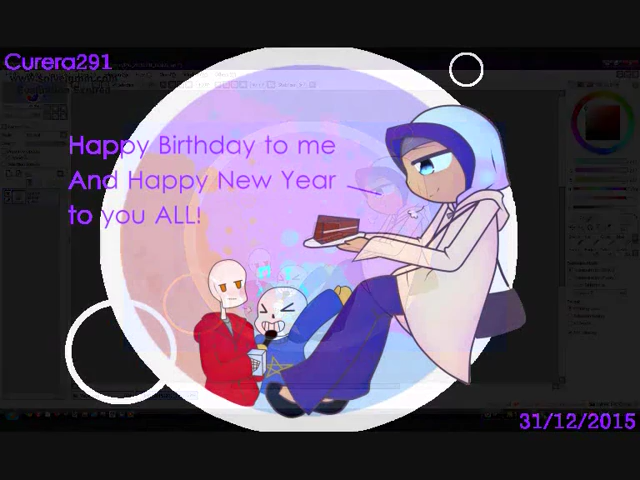 Curera291
Happy Birthday to me
And Happy New Year
to you ALL!
31/12/2015